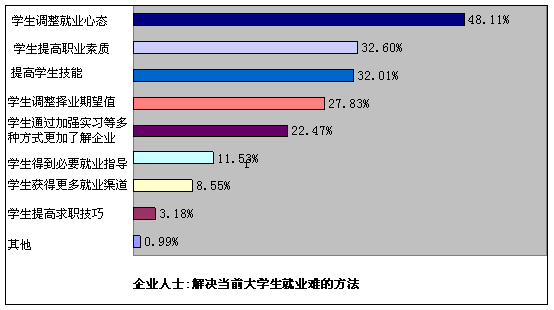 学生调整就业心态 48.11%
学生提高职业素质 32.60%
提高学生技能 32.01%
学生调整择业期望值 27.83%
学生通过加强实习等多
种方式更加了解企业 22.47%
学生得到必要就业指导 11.53%
学生获得更多就业渠道 8.55%
学生提高求职技巧 3.18%
其他 0.99%
企业人士:解决当前大学生就业难的方法